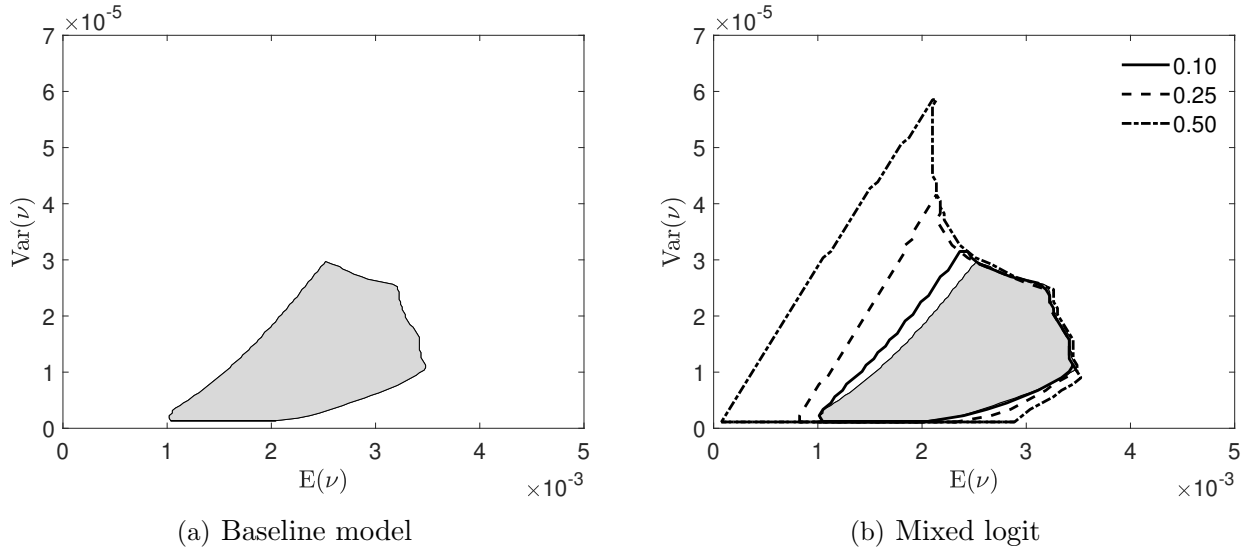 ×10⁻⁵
7
6
5
4
3
2
1
0
Var(ν)
0 1 2 3 4 5
E(ν)
×10⁻³
(a) Baseline model
×10⁻⁵
7
6
5
4
3
2
1
0
Var(ν)
0.10
0.25
0.50
0 1 2 3 4 5
E(ν)
×10⁻³
(b) Mixed logit